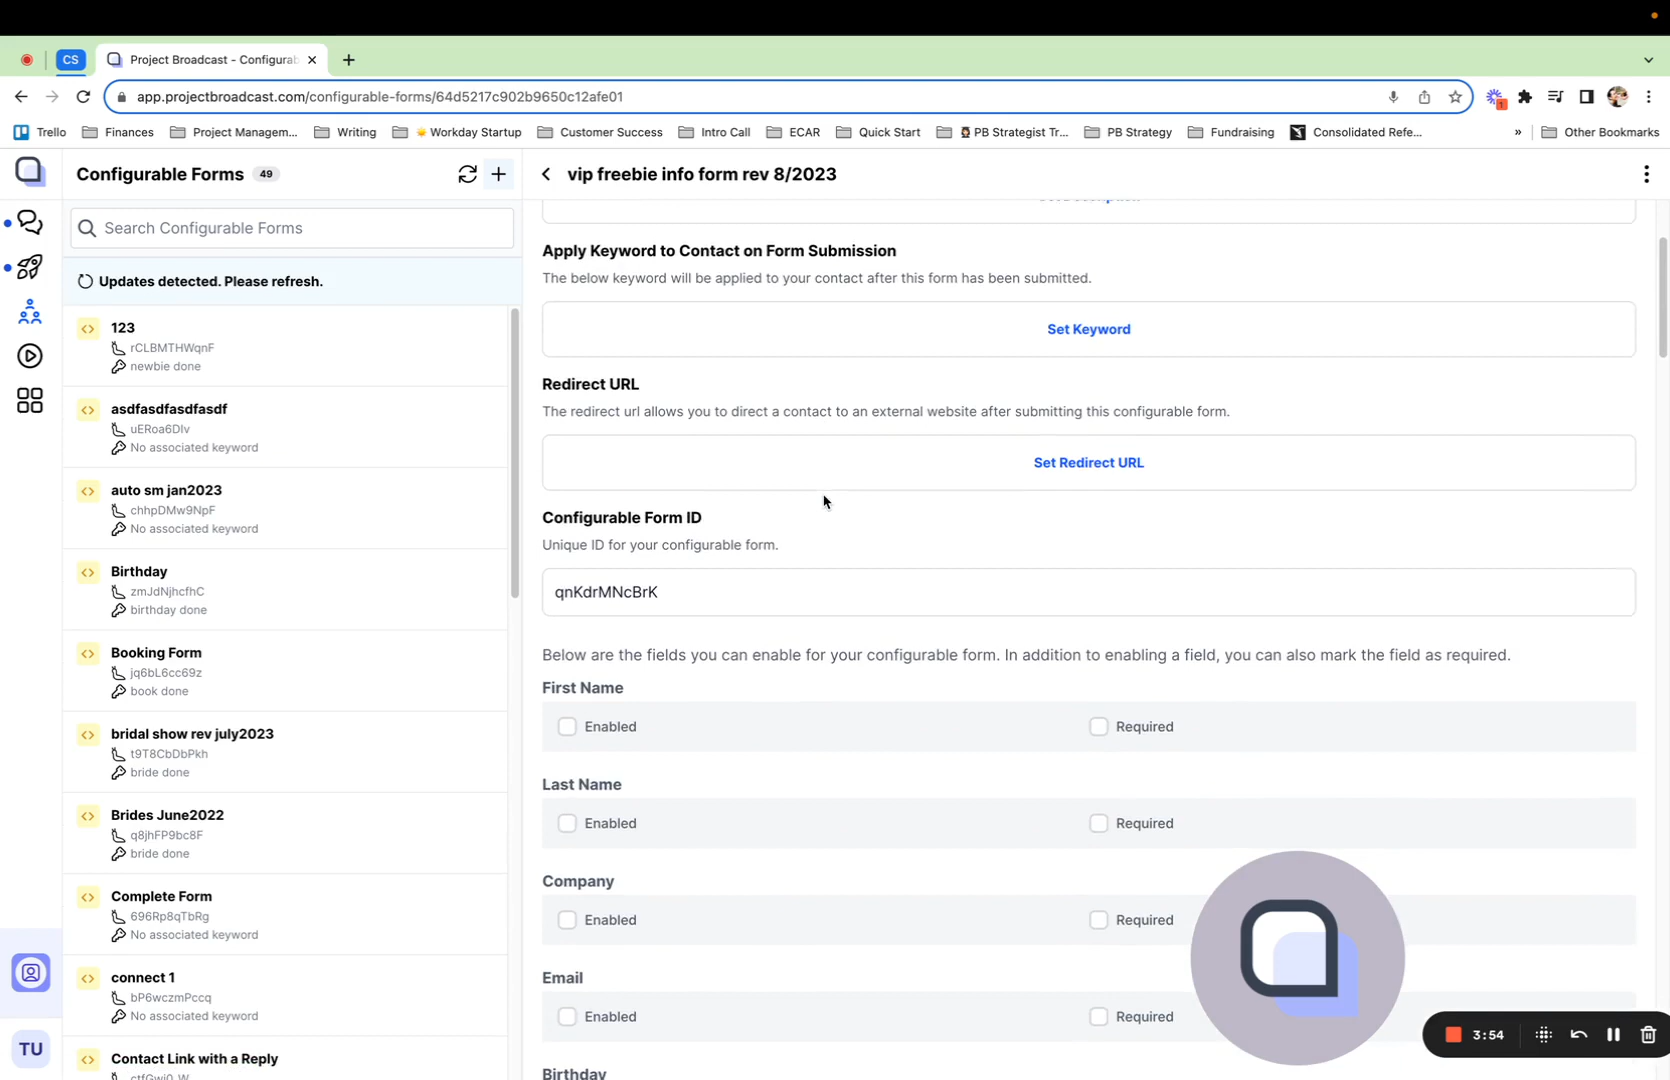 CS
Project Broadcast - Configurab
app.projectbroadcast.com/configurable-forms/64d5217c902b9650c12afe01
1
Trello
Finances
Project Managem...
Writing
Workday Startup
Customer Success
Intro Call
ECAR
Quick Start
PB Strategist Tr...
PB Strategy
Fundraising
Consolidated Refe...
»
Other Bookmarks
Configurable Forms 49
Search Configurable Forms
Updates detected. Please refresh.
123
rCLBMTHWqnF
newbie done
asdfasdfasdfasdf
uERoa6DIv
No associated keyword
auto sm jan2023
chhpDMw9NpF
No associated keyword
Birthday
zmJdNjhcfhC
birthday done
Booking Form
jq6bL6cc69z
book done
bridal show rev july2023
t9T8CbDbPkh
bride done
Brides June2022
q8jhFP9bc8F
bride done
Complete Form
696Rp8qTbRg
No associated keyword
connect 1
bP6wczmPccq
No associated keyword
Contact Link with a Reply
TU
vip freebie info form rev 8/2023
Apply Keyword to Contact on Form Submission
The below keyword will be applied to your contact after this form has been submitted.
Set Keyword
Redirect URL
The redirect url allows you to direct a contact to an external website after submitting this configurable form.
Set Redirect URL
Configurable Form ID
Unique ID for your configurable form.
qnKdrMNcBrK
Below are the fields you can enable for your configurable form. In addition to enabling a field, you can also mark the field as required.
First Name
Enabled
Required
Last Name
Enabled
Required
Company
Enabled
Required
Email
Enabled
Required
Birthday
3:54